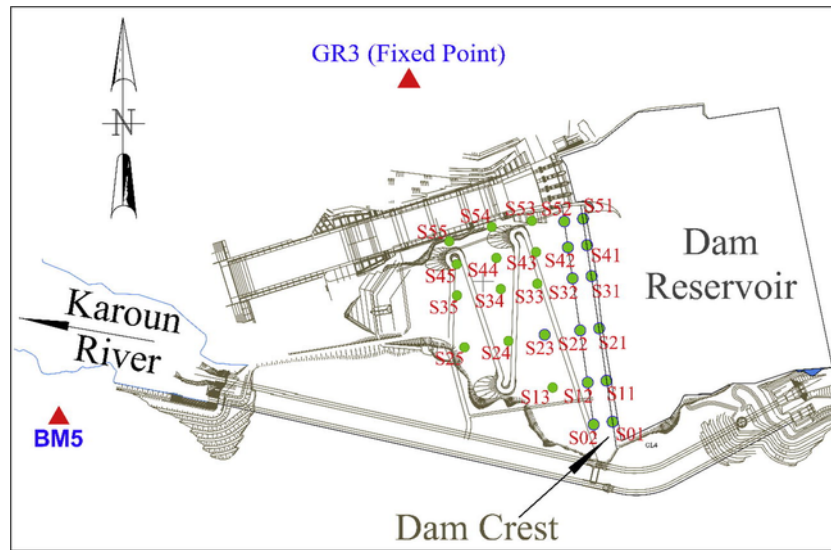 GR3 (Fixed Point)
N
S53 S52 S51
S54
S55
S45 S44 S43 S42 S41
Dam
Reservoir
S35 S34 S33 S32 S31
Karoun
River
S25 S24 S23 S22 S21
S13 S12 S11
BM5
S02 S01
GL4
Dam Crest